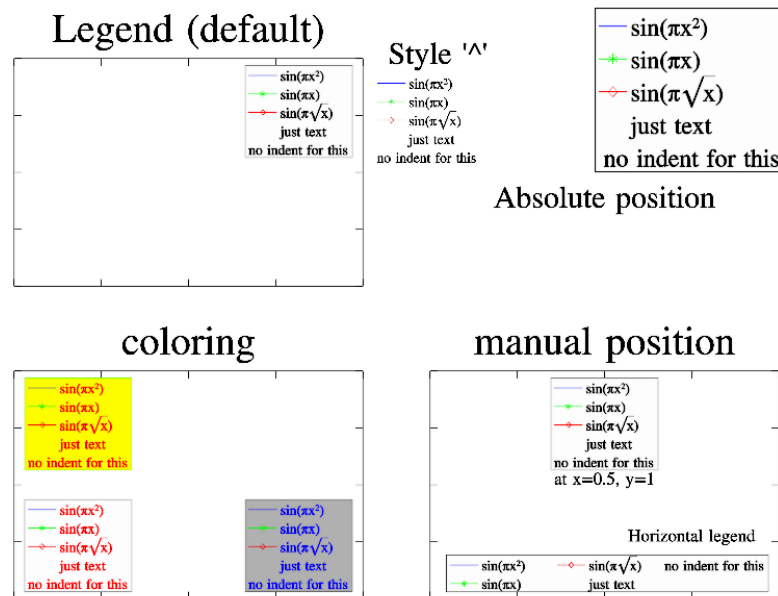 Legend (default)
sin(πx²)
sin(πx)
sin(π√x)
just text
no indent for this
Style '^'
sin(πx²)
sin(πx)
sin(π√x)
just text
no indent for this
sin(πx²)
sin(πx)
sin(π√x)
just text
no indent for this
Absolute position
coloring
sin(πx²)
sin(πx)
sin(π√x)
just text
no indent for this
sin(πx²)
sin(πx)
sin(π√x)
just text
no indent for this
sin(πx²)
sin(πx)
sin(π√x)
just text
no indent for this
manual position
sin(πx²)
sin(πx)
sin(π√x)
just text
no indent for this
at x=0.5, y=1
Horizontal legend
sin(πx²) sin(π√x) no indent for this
sin(πx) just text